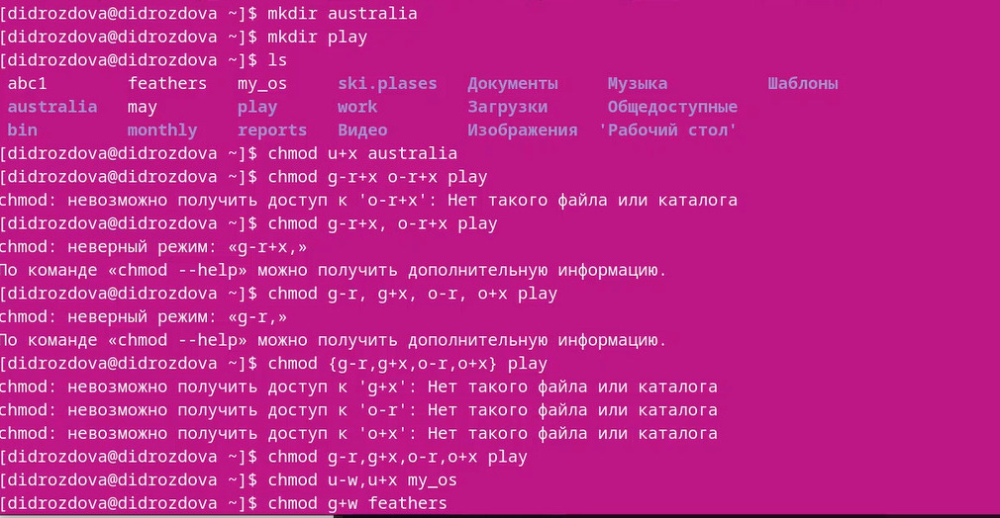 [didrozdova@didrozdova ~]$ mkdir australia
[didrozdova@didrozdova ~]$ mkdir play
[didrozdova@didrozdova ~]$ ls
abc1 feathers my_os ski.plases Документы Музыка Шаблоны
australia may play work Загрузки Общедоступные
bin monthly reports Видео Изображения 'Рабочий стол'
[didrozdova@didrozdova ~]$ chmod u+x australia
[didrozdova@didrozdova ~]$ chmod g-r+x o-r+x play
chmod: невозможно получить доступ к 'o-r+x': Нет такого файла или каталога
[didrozdova@didrozdova ~]$ chmod g-r+x, o-r+x play
chmod: неверный режим: «g-r+x,»
По команде «chmod --help» можно получить дополнительную информацию.
[didrozdova@didrozdova ~]$ chmod g-r, g+x, o-r, o+x play
chmod: неверный режим: «g-r,»
По команде «chmod --help» можно получить дополнительную информацию.
[didrozdova@didrozdova ~]$ chmod {g-r,g+x,o-r,o+x} play
chmod: невозможно получить доступ к 'g+x': Нет такого файла или каталога
chmod: невозможно получить доступ к 'o-r': Нет такого файла или каталога
chmod: невозможно получить доступ к 'o+x': Нет такого файла или каталога
[didrozdova@didrozdova ~]$ chmod g-r,g+x,o-r,o+x play
[didrozdova@didrozdova ~]$ chmod u-w,u+x my_os
[didrozdova@didrozdova ~]$ chmod g+w feathers